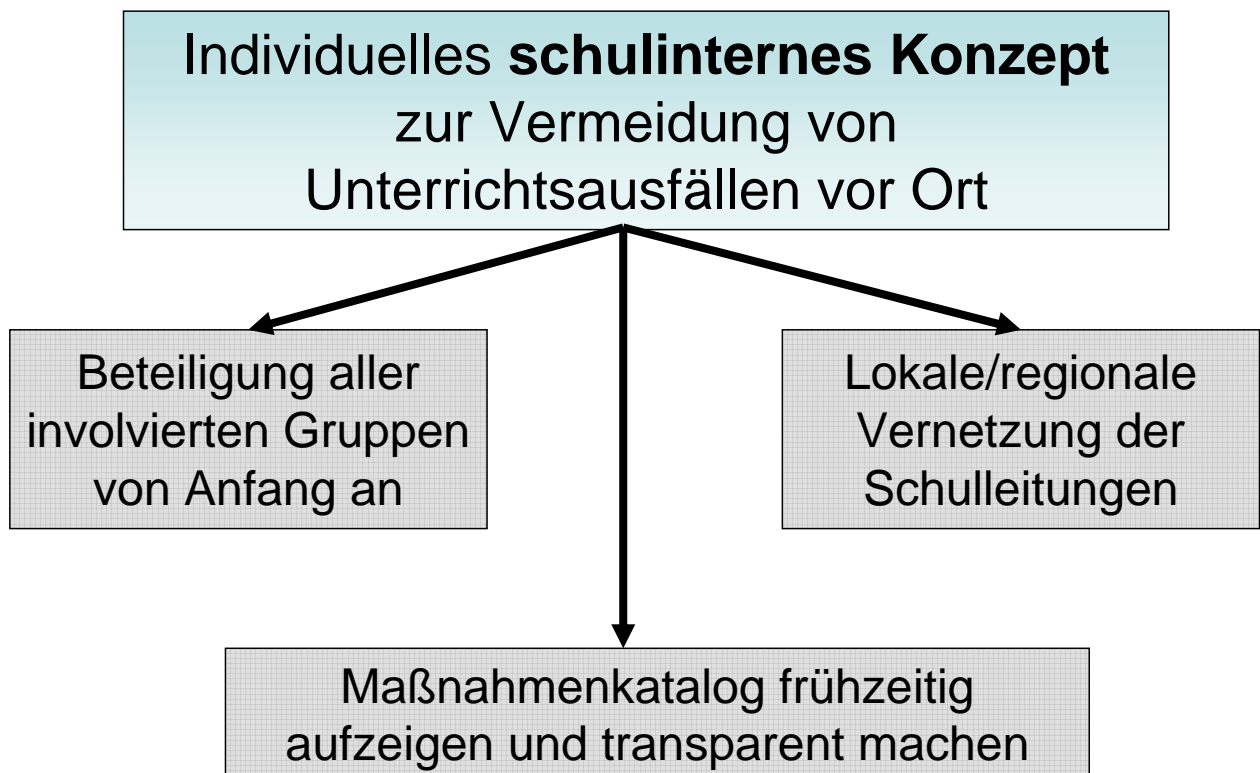 Individuelles schulinternes Konzept
zur Vermeidung von
Unterrichtsausfällen vor Ort
Beteiligung aller
involvierten Gruppen
von Anfang an
Lokale/regionale
Vernetzung der
Schulleitungen
Maßnahmenkatalog frühzeitig
aufzeigen und transparent machen